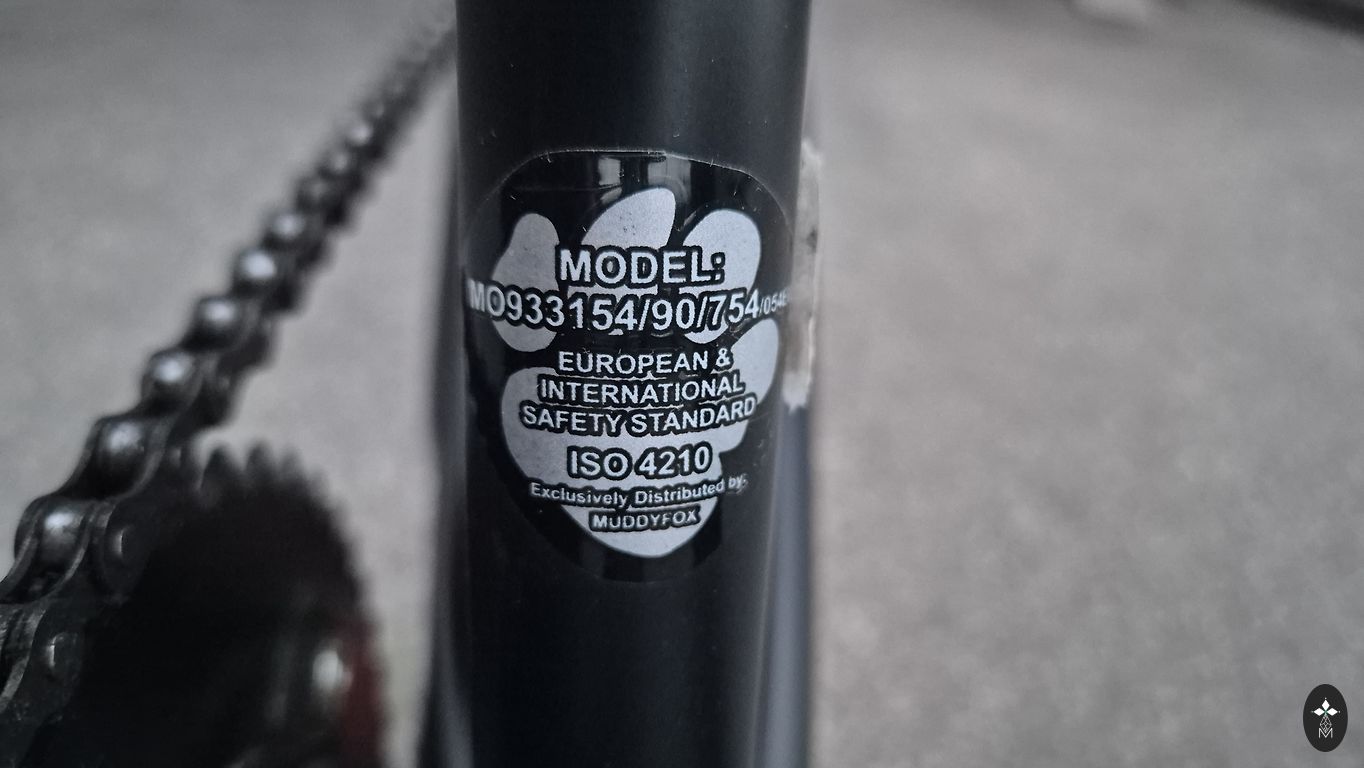 MODEL:
MO933154/90/754
EUROPEAN &
INTERNATIONAL
SAFETY STANDARD
ISO 4210
Exclusively Distributed by:
MUDDYFOX
M